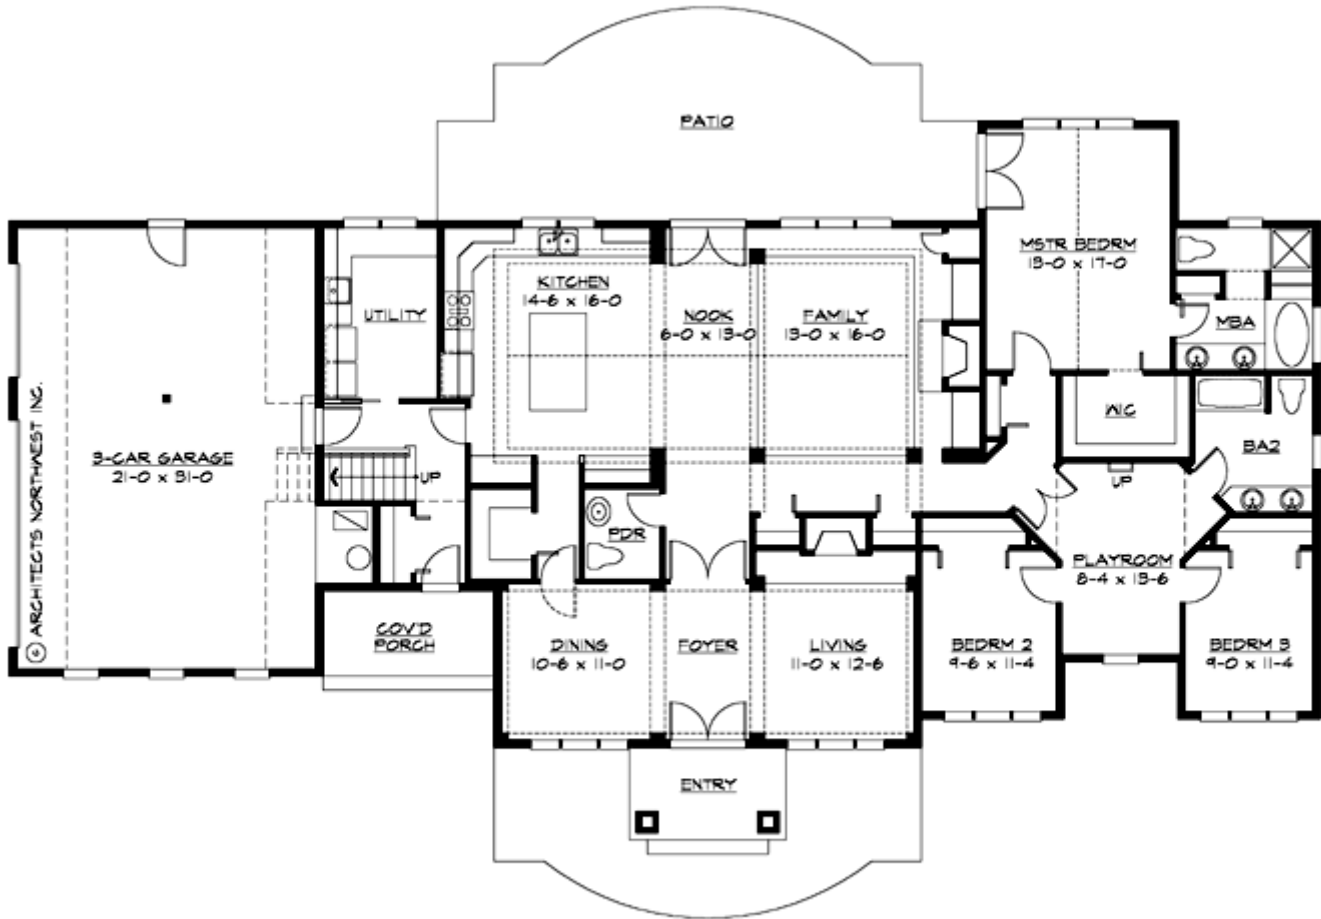 PATIO
MSTR BEDRM
13-0 x 17-0
KITCHEN
14-6 x 16-0
UTILITY
NOOK
6-0 x 13-0
FAMILY
13-0 x 16-0
MBA
WIC
BA2
3-CAR GARAGE
21-0 x 31-0
UP
UP
PDR
PLAYROOM
8-4 x 13-6
COV'D
PORCH
DINING
10-6 x 11-0
FOYER
LIVING
11-0 x 12-6
BEDRM 2
9-6 x 11-4
BEDRM 3
9-0 x 11-4
ENTRY
© ARCHITECTS NORTHWEST INC.